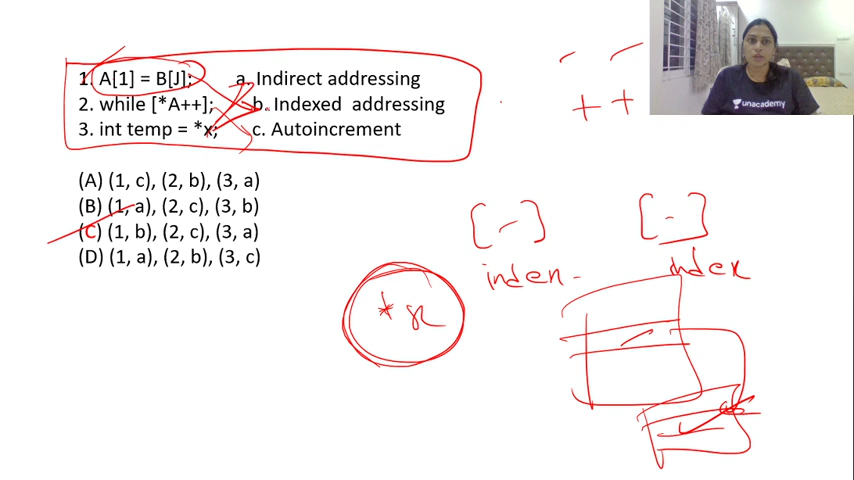 1. A[1] = B[J]; a. Indirect addressing
2. while [*A++]; b. Indexed addressing
3. int temp = *x; c. Autoincrement
(A) (1, c), (2, b), (3, a)
(B) (1, a), (2, c), (3, b)
(C) (1, b), (2, c), (3, a)
(D) (1, a), (2, b), (3, c)
++
[-] [-]
index index
*x
unacademy